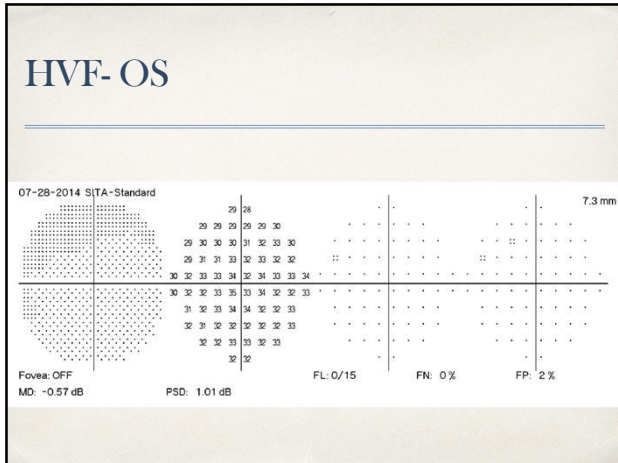 HVF- OS
07-28-2014 SITA-Standard
7.3 mm
29 28
29 29 29 29 29 30
29 30 30 30 31 32 33 30
29 31 31 33 32 33 32 32
30 32 33 33 34 32 34 33 33 34
30 32 32 33 35 33 34 32 32 33
31 32 33 34 34 32 32 33
32 31 32 32 32 32 32 33
32 32 33 33 32 33
32 32
Fovea: OFF
FL: 0/15 FN: 0 % FP: 2 %
MD: -0.57 dB PSD: 1.01 dB